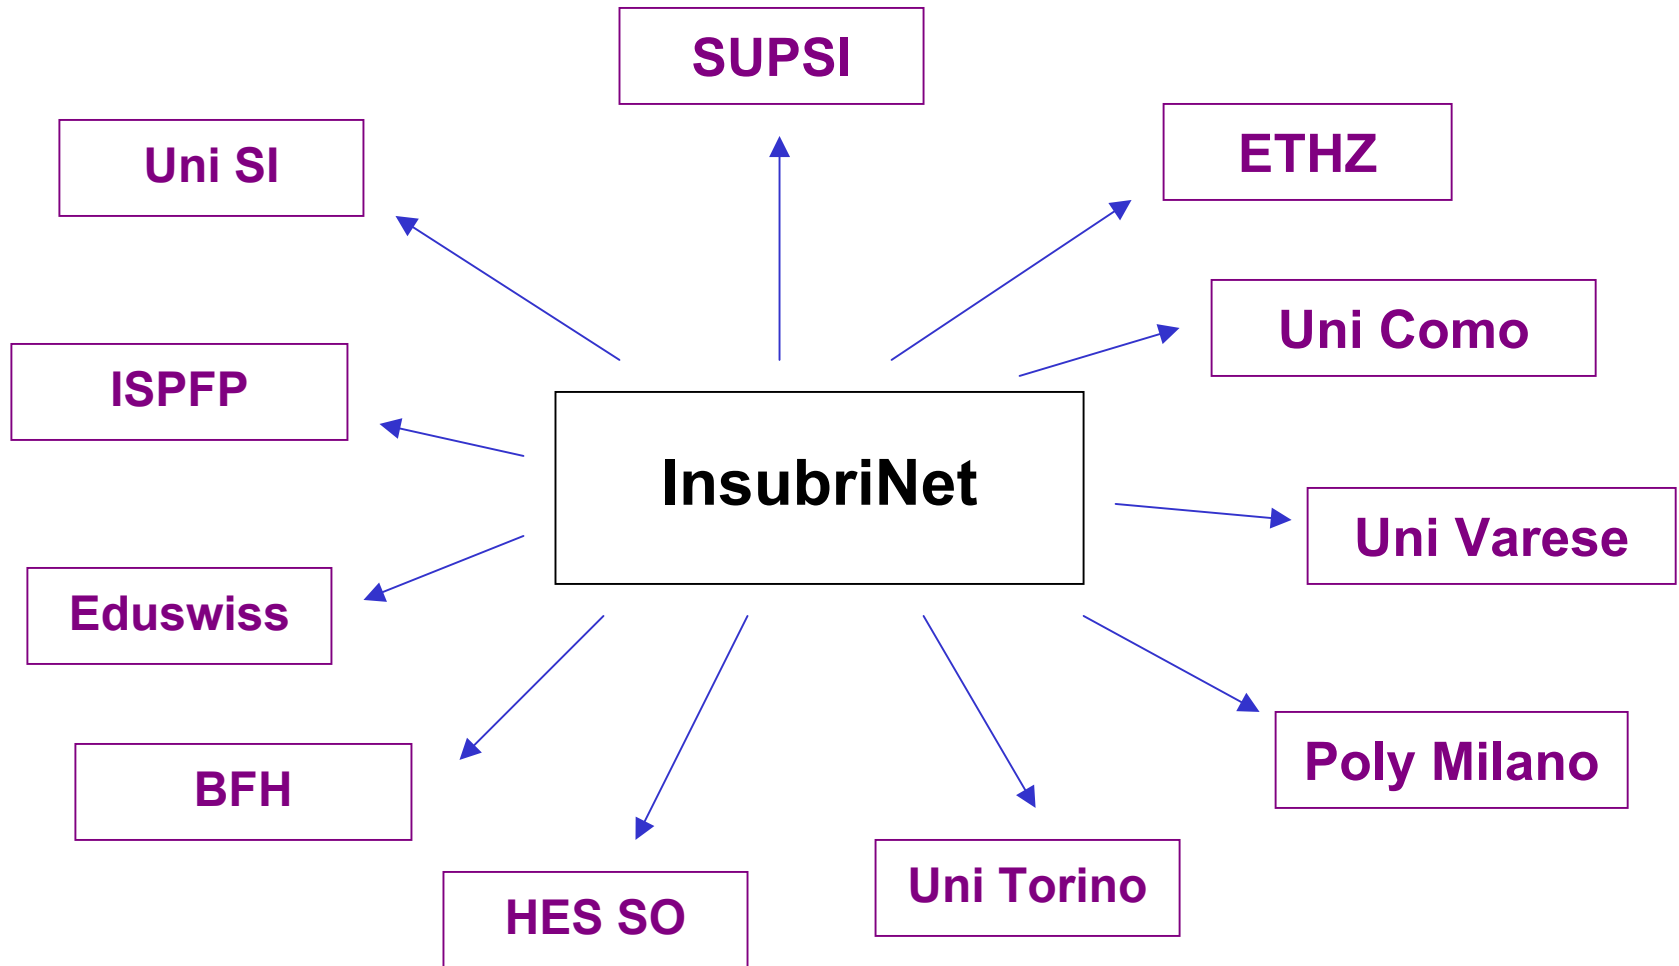 SUPSI
ETHZ
Uni SI
Uni Como
ISPFP
InsubriNet
Uni Varese
Eduswiss
Poly Milano
BFH
Uni Torino
HES SO